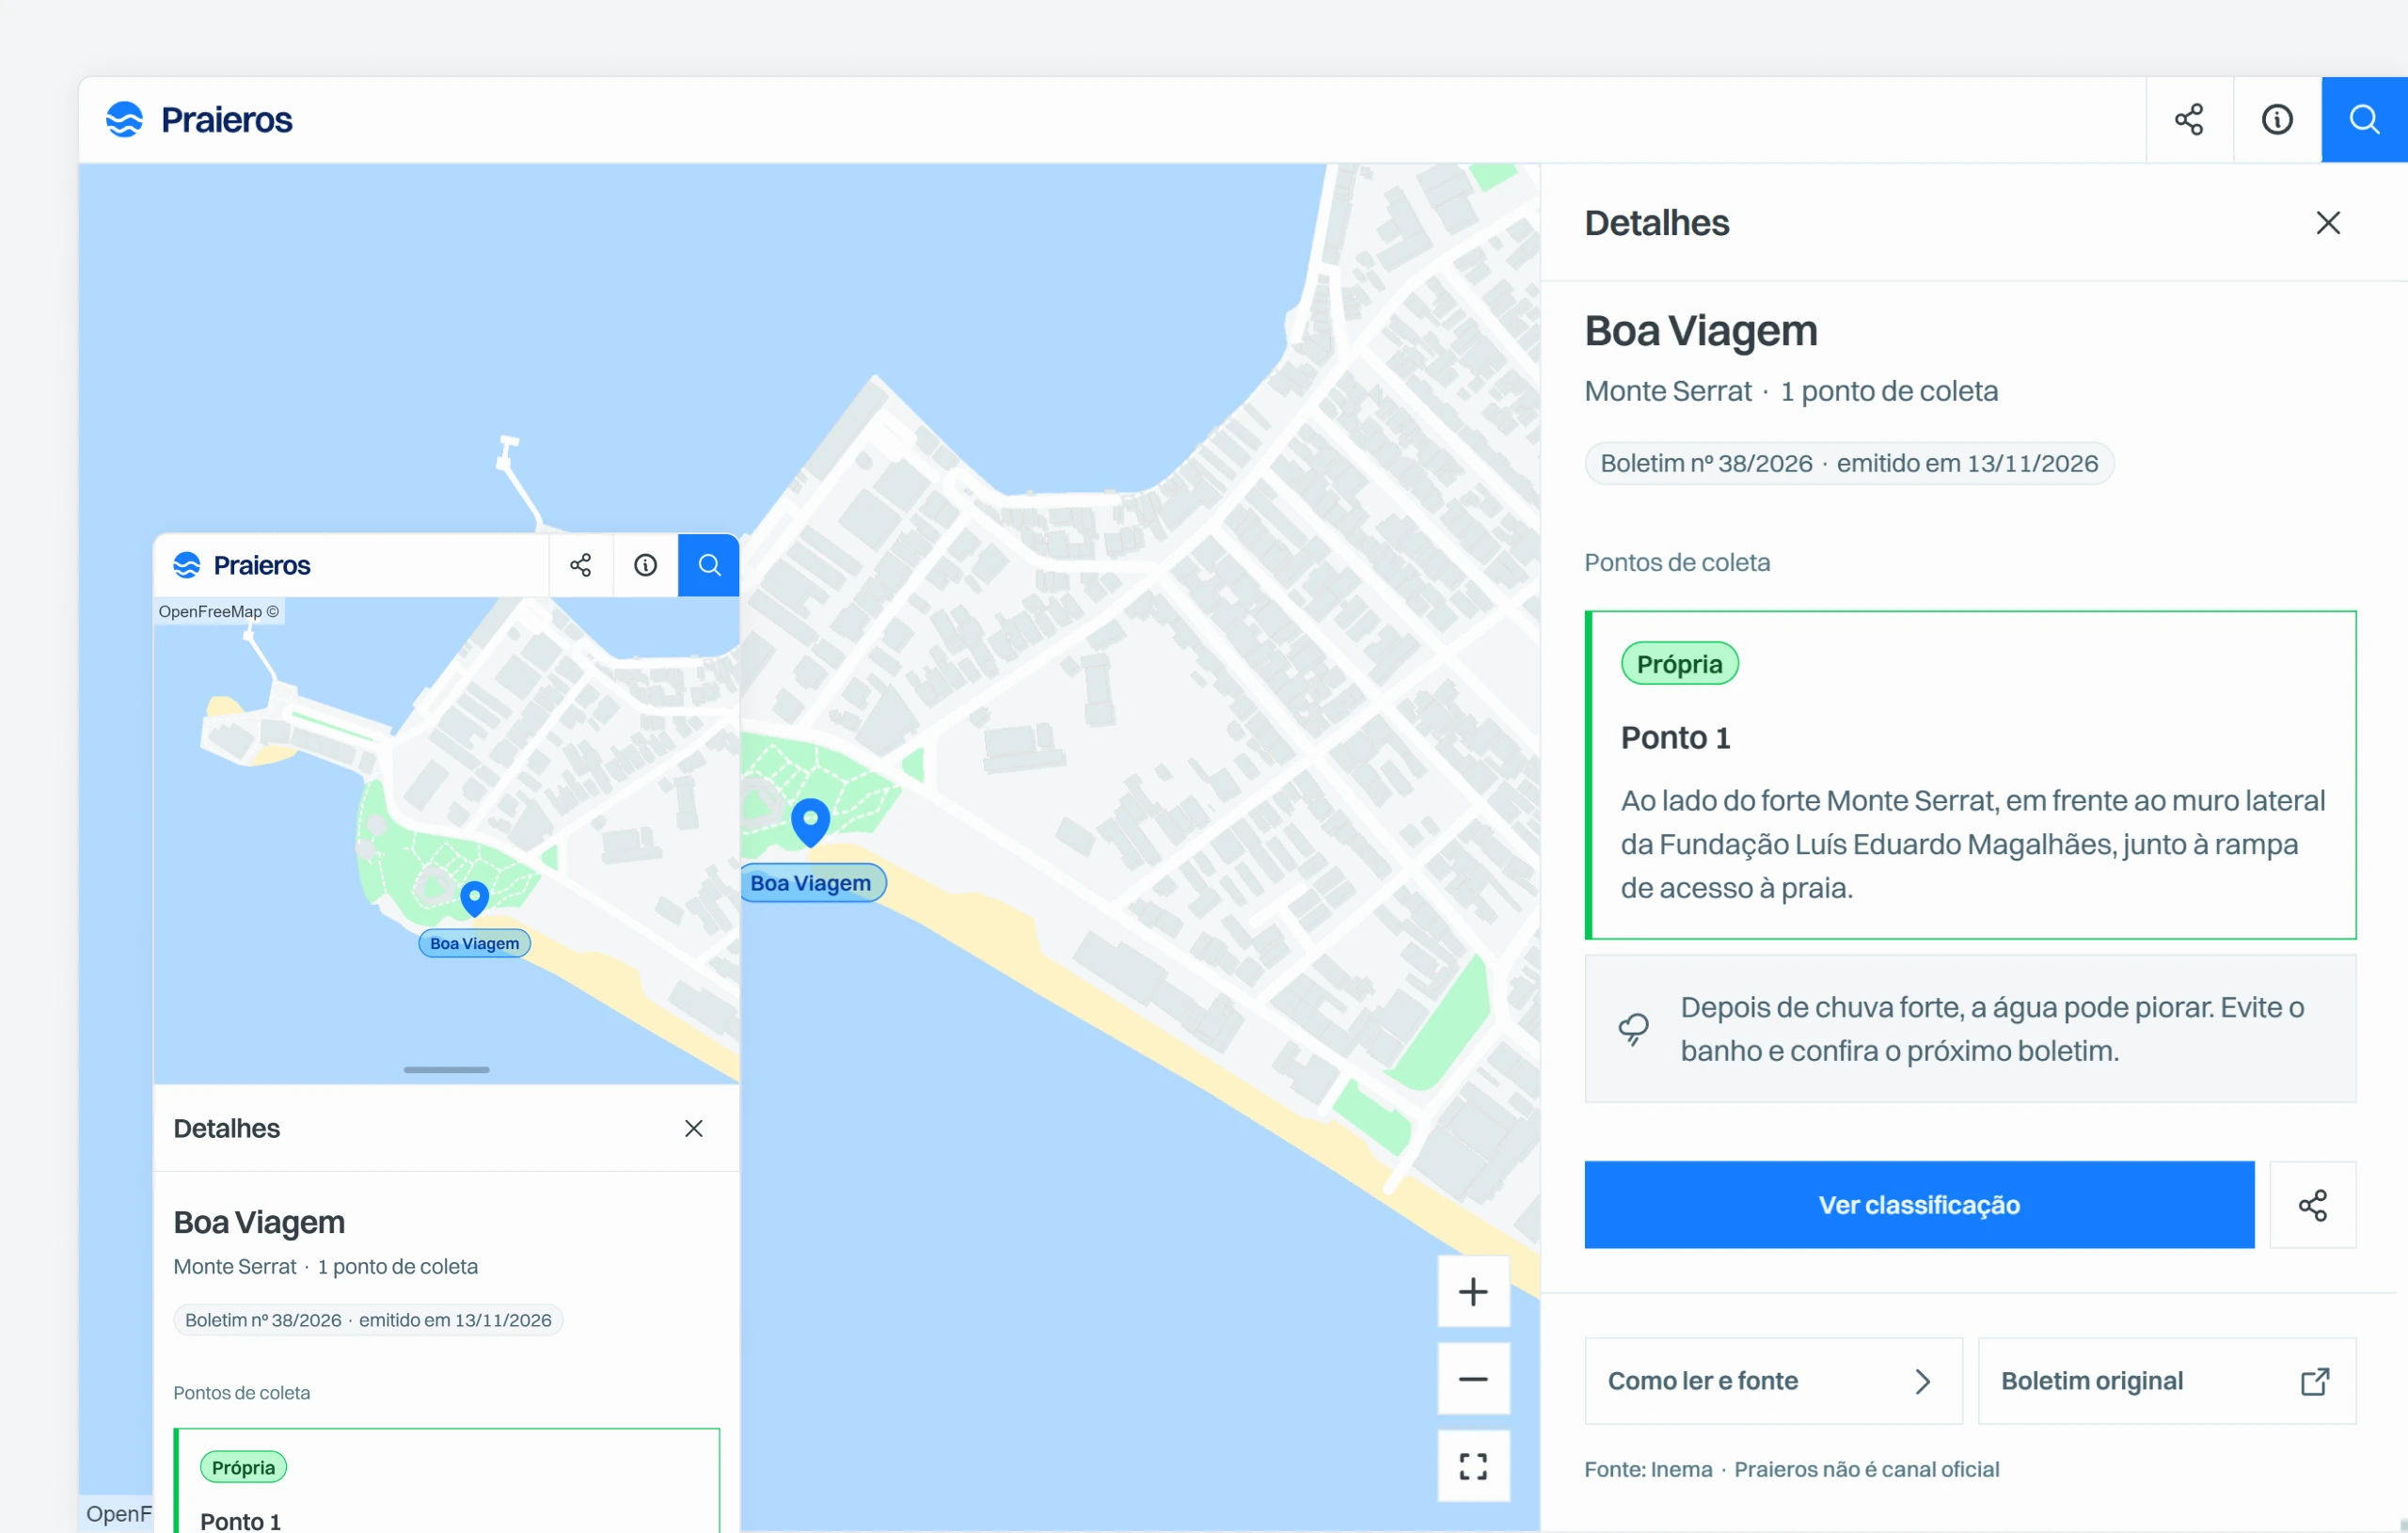 Praieros
Detalhes
Boa Viagem
Monte Serrat · 1 ponto de coleta
Boletim nº 38/2026 · emitido em 13/11/2026
Pontos de coleta
Própria
Ponto 1
Ao lado do forte Monte Serrat, em frente ao muro lateral
da Fundação Luís Eduardo Magalhães, junto à rampa
de acesso à praia.
Depois de chuva forte, a água pode piorar. Evite o
banho e confira o próximo boletim.
Ver classificação
Como ler e fonte
Boletim original
Fonte: Inema · Praieros não é canal oficial
Boa Viagem
OpenF
Praieros
OpenFreeMap ©
Boa Viagem
Detalhes
Boa Viagem
Monte Serrat · 1 ponto de coleta
Boletim nº 38/2026 · emitido em 13/11/2026
Pontos de coleta
Própria
Ponto 1